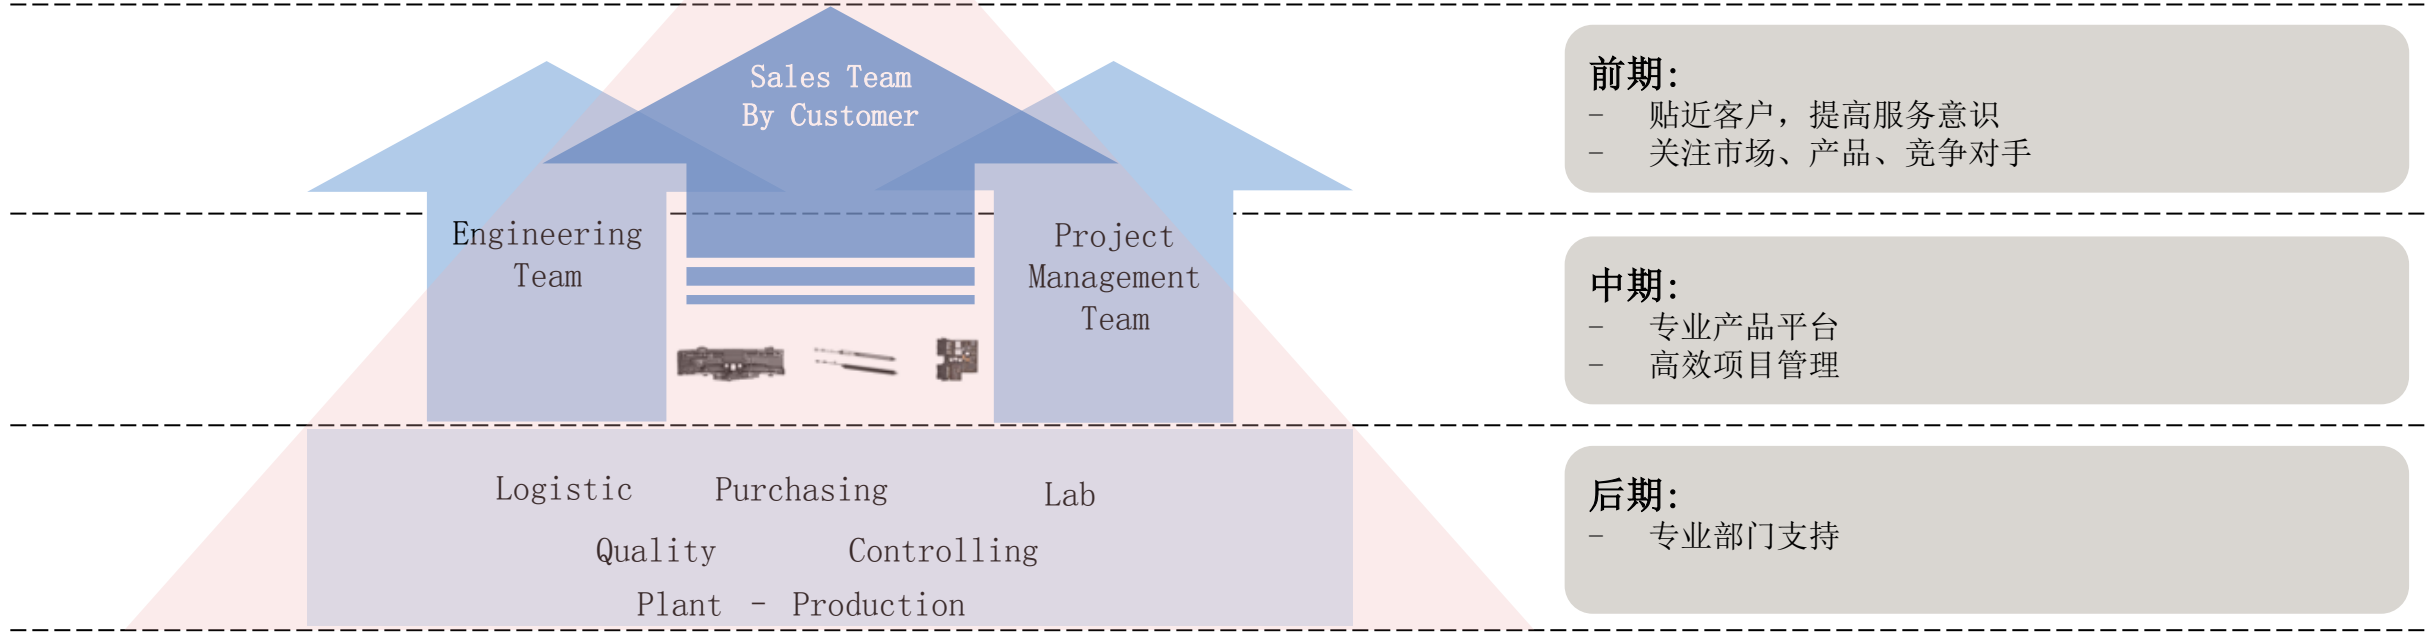 Sales Team
By Customer
前期:
- 贴近客户，提高服务意识
- 关注市场、产品、竞争对手
Engineering
Team
Project
Management
Team
中期:
- 专业产品平台
- 高效项目管理
Logistic Purchasing Lab
Quality Controlling
Plant - Production
后期:
- 专业部门支持